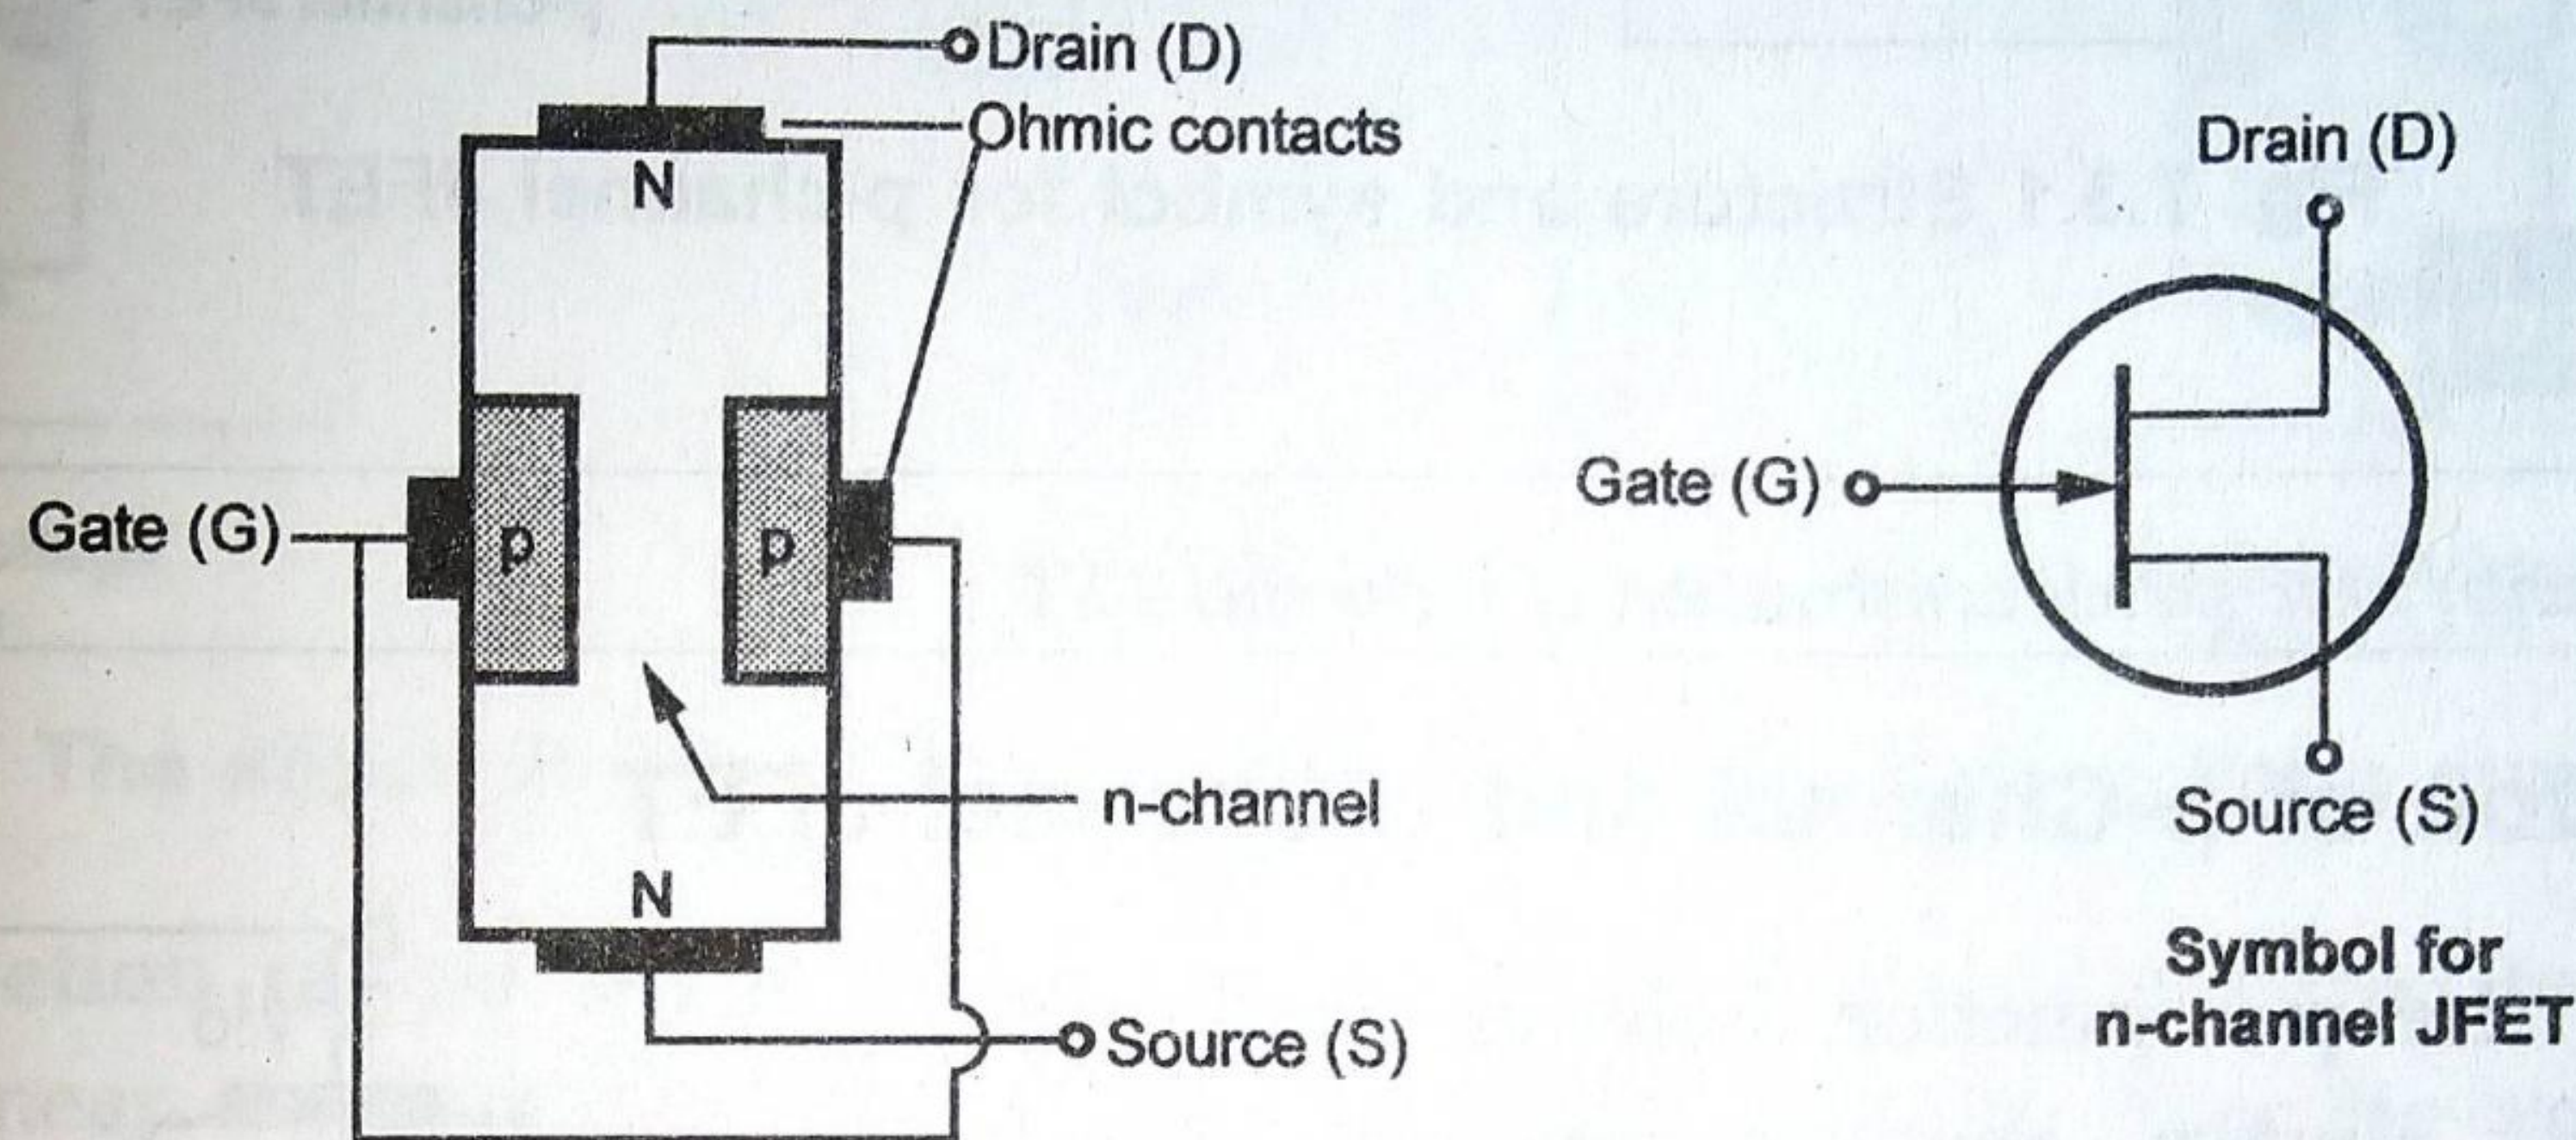 Drain (D)
Ohmic contacts
N
Gate (G)
p
p
n-channel
N
Source (S)
Drain (D)
Gate (G)
Source (S)
Symbol for
n-channel JFET